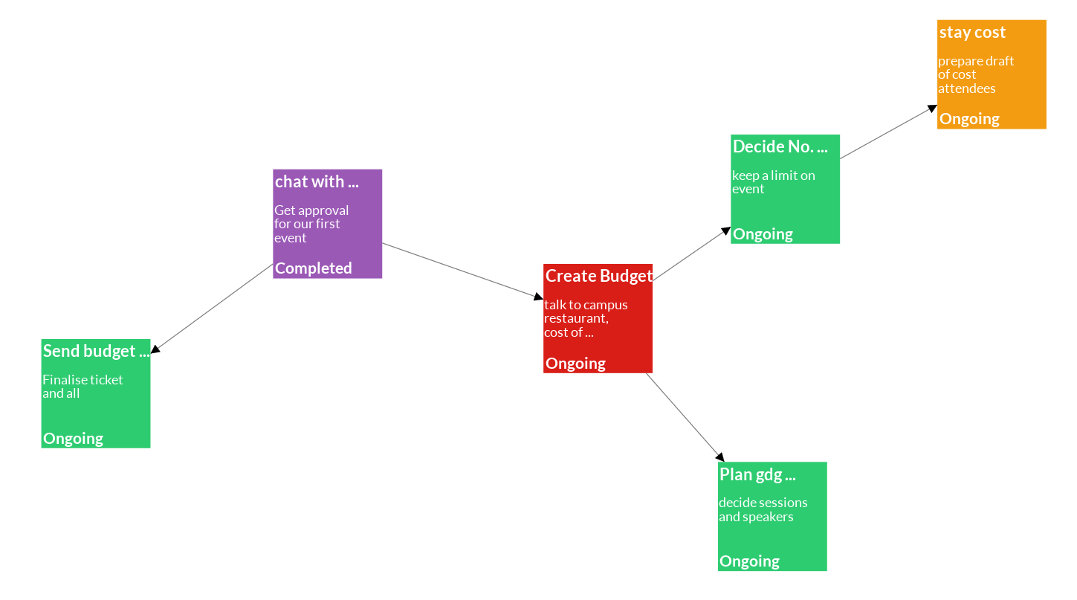 stay cost
prepare draft
of cost
attendees
Ongoing
Decide No. ...
keep a limit on
event
Ongoing
chat with ...
Get approval
for our first
event
Completed
Create Budget
talk to campus
restaurant,
cost of ...
Ongoing
Send budget ...
Finalise ticket
and all
Ongoing
Plan gdg ...
decide sessions
and speakers
Ongoing